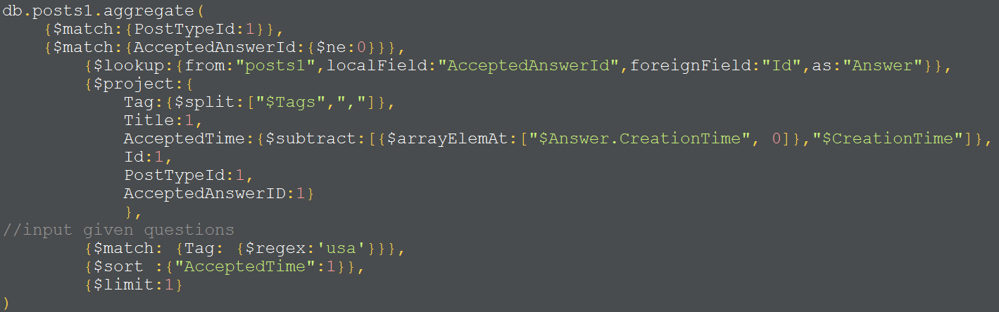 db.posts1.aggregate(
{$match:{PostTypeId:1}},
{$match:{AcceptedAnswerId:{$ne:0}}},
{$lookup:{from:"posts1",localField:"AcceptedAnswerId",foreignField:"Id",as:"Answer"}},
{$project:{
Tag:{$split:["$Tags",","]},
Title:1,
AcceptedTime:{$subtract:[{$arrayElemAt:["$Answer.CreationTime", 0]},"$CreationTime"]},
Id:1,
PostTypeId:1,
AcceptedAnswerID:1}
},
//input given questions
{$match: {Tag: {$regex:'usa'}}},
{$sort :{"AcceptedTime":1}},
{$limit:1}
)